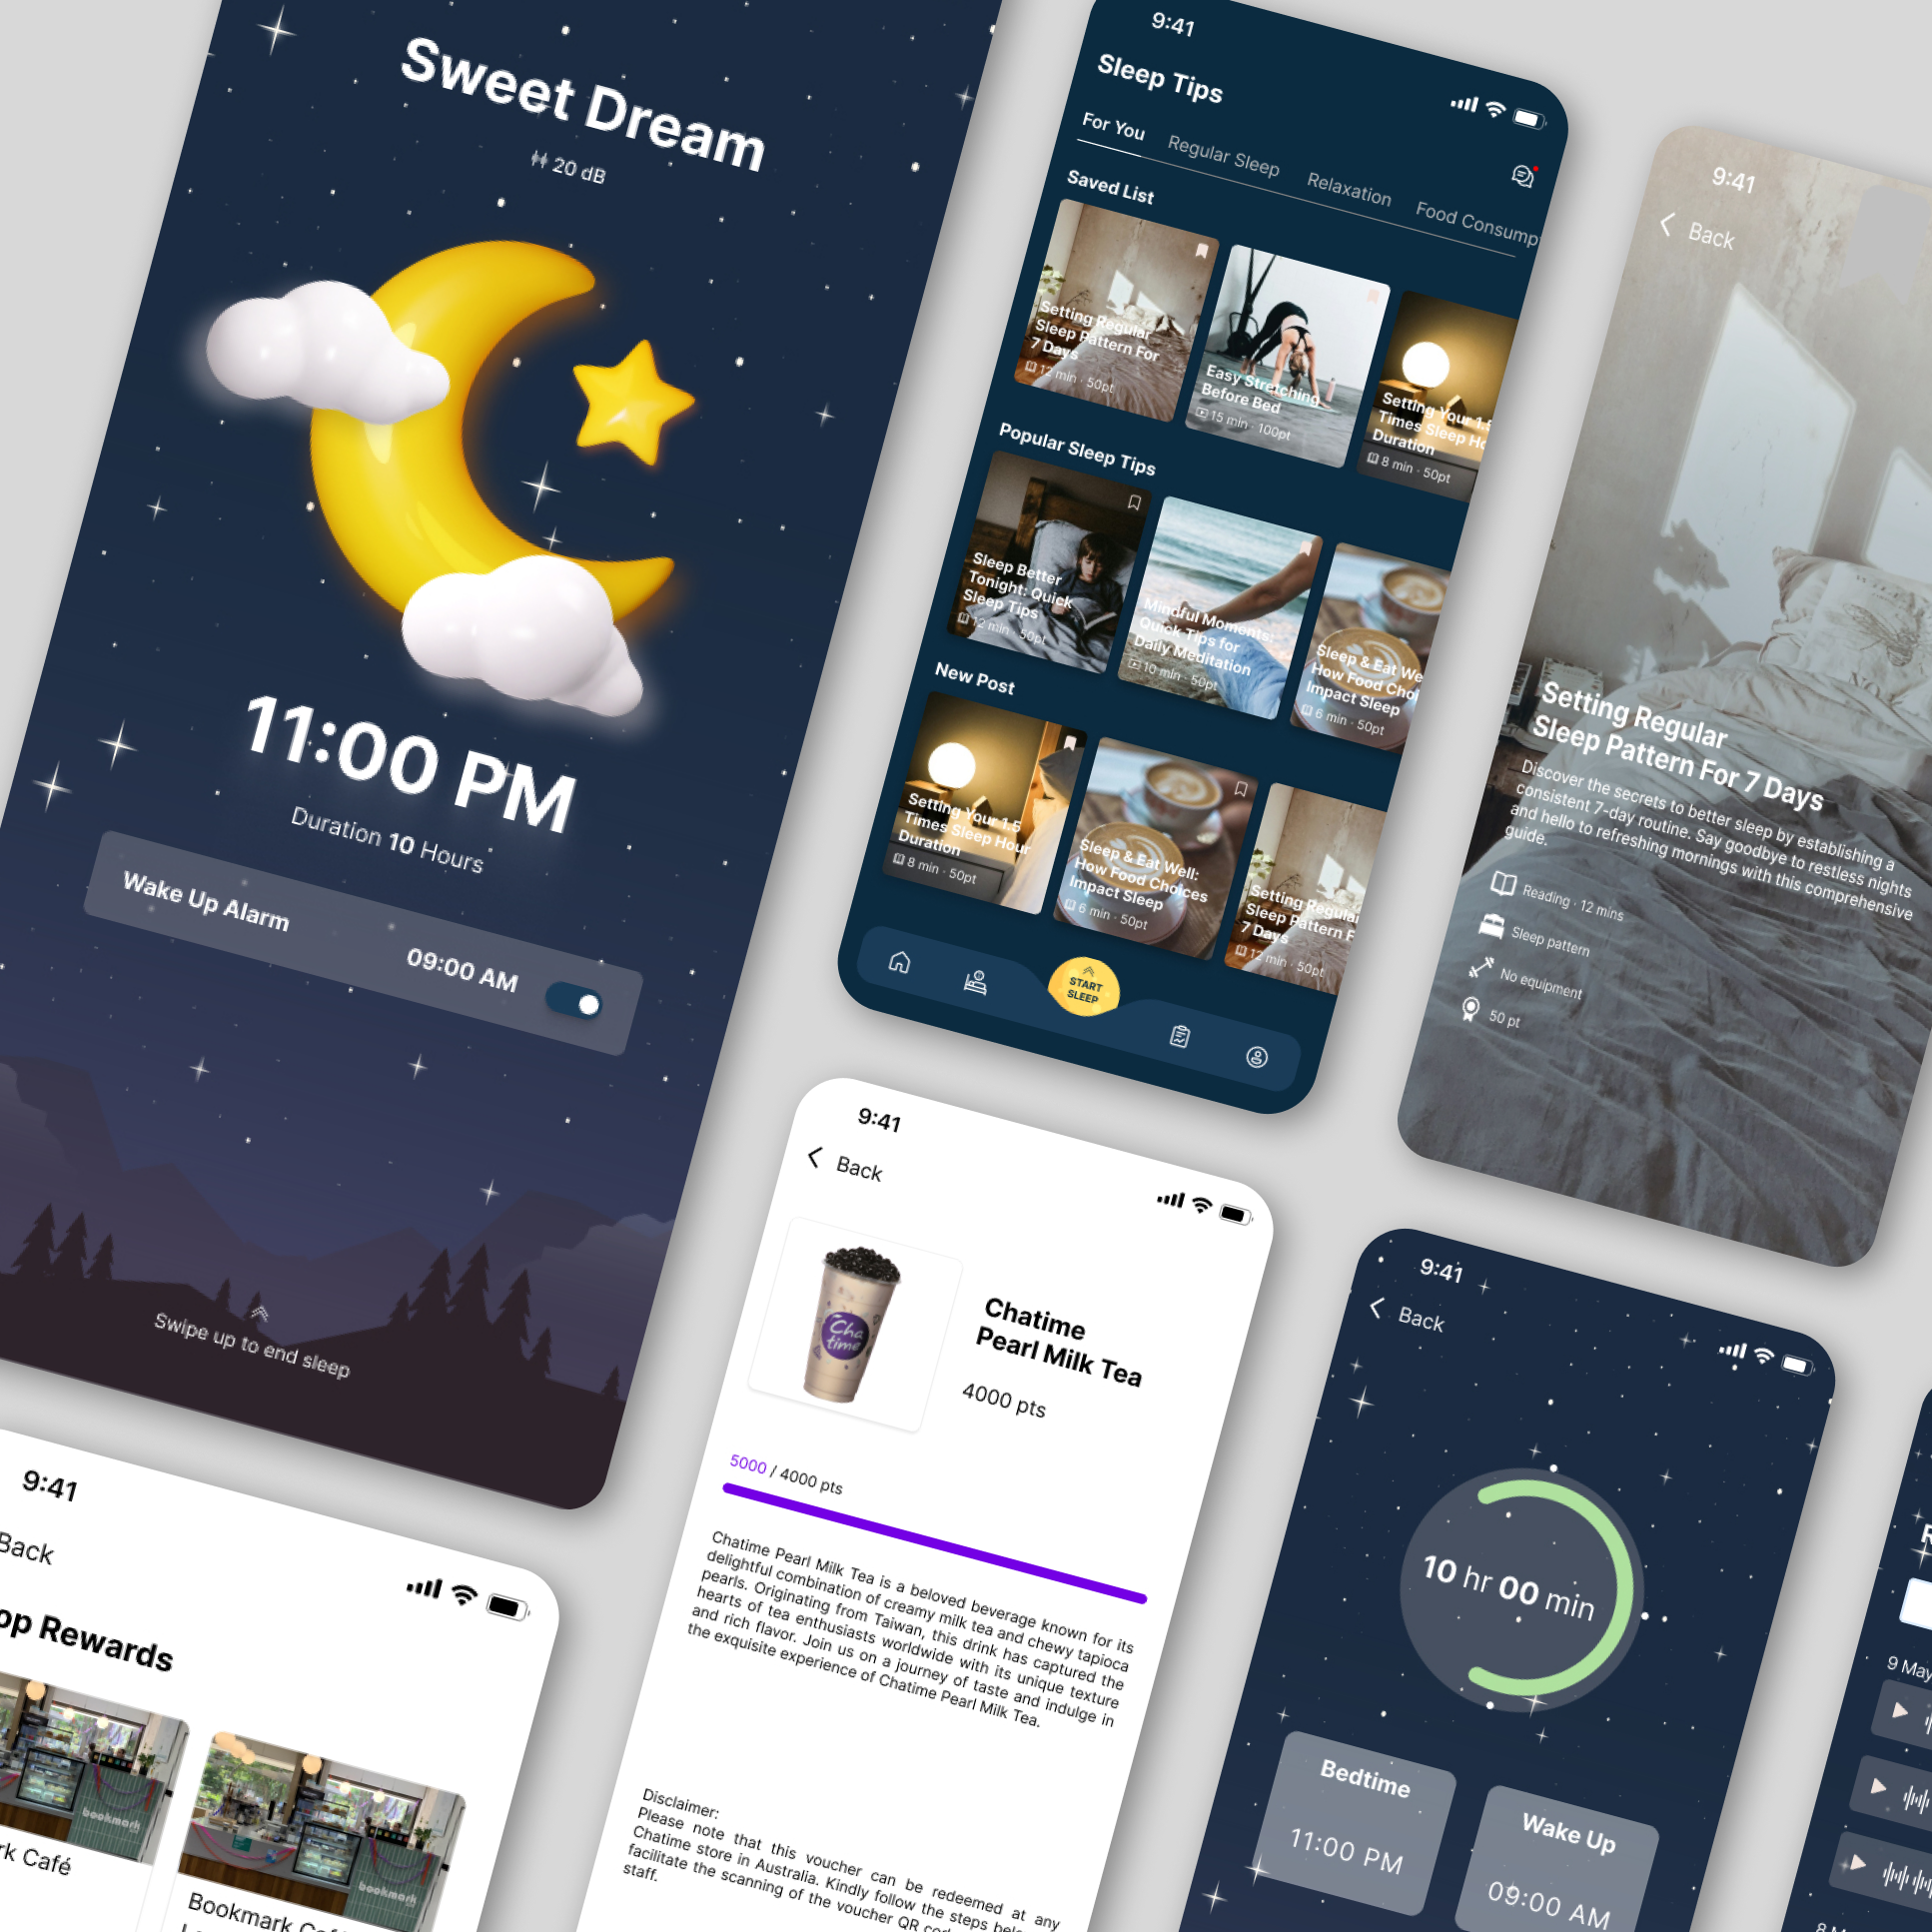 Sweet Dream
20 dB
11:00 PM
Duration 10 Hours
Wake Up Alarm
09:00 AM
Swipe up to end sleep
9:41
Sleep Tips
For You
Regular Sleep
Relaxation
Food Consump
Saved List
Setting Regular
Sleep Pattern For
7 Days
12 min · 50pt
Easy Stretching
Before Bed
15 min · 100pt
Setting Your 1.5
Times Sleep Ho
Duration
8 min · 50pt
Popular Sleep Tips
Sleep Better
Tonight: Quick
Sleep Tips
12 min · 50pt
Mindful Moments:
Quick Tips for
Daily Meditation
10 min · 50pt
Sleep & Eat We
How Food Choi
Impact Sleep
6 min · 50pt
New Post
Setting Your 1.5
Times Sleep Hour
Duration
8 min · 50pt
Sleep & Eat Well:
How Food Choices
Impact Sleep
6 min · 50pt
Setting Regular
Sleep Pattern F
7 Days
12 min · 50pt
START
SLEEP
9:41
Back
Setting Regular
Sleep Pattern For 7 Days
Discover the secrets to better sleep by establishing a
consistent 7-day routine. Say goodbye to restless nights
and hello to refreshing mornings with this comprehensive
guide.
Reading · 12 mins
Sleep pattern
No equipment
50 pt
9:41
Back
op Rewards
bookmark
rk Café
bookmark
Bookmark Caf
9:41
Back
Cha
time
Chatime
Pearl Milk Tea
4000 pts
5000 / 4000 pts
Chatime Pearl Milk Tea is a beloved beverage known for its
delightful combination of creamy milk tea and chewy tapioca
pearls. Originating from Taiwan, this drink has captured the
hearts of tea enthusiasts worldwide with its unique texture
and rich flavor. Join us on a journey of taste and indulge in
the exquisite experience of Chatime Pearl Milk Tea.
Disclaimer:
Please note that this voucher can be redeemed at any
Chatime store in Australia. Kindly follow the steps belo
facilitate the scanning of the voucher QR cod
staff.
9:41
Back
10 hr 00 min
Bedtime
11:00 PM
Wake Up
09:00 AM
9 May
8 M